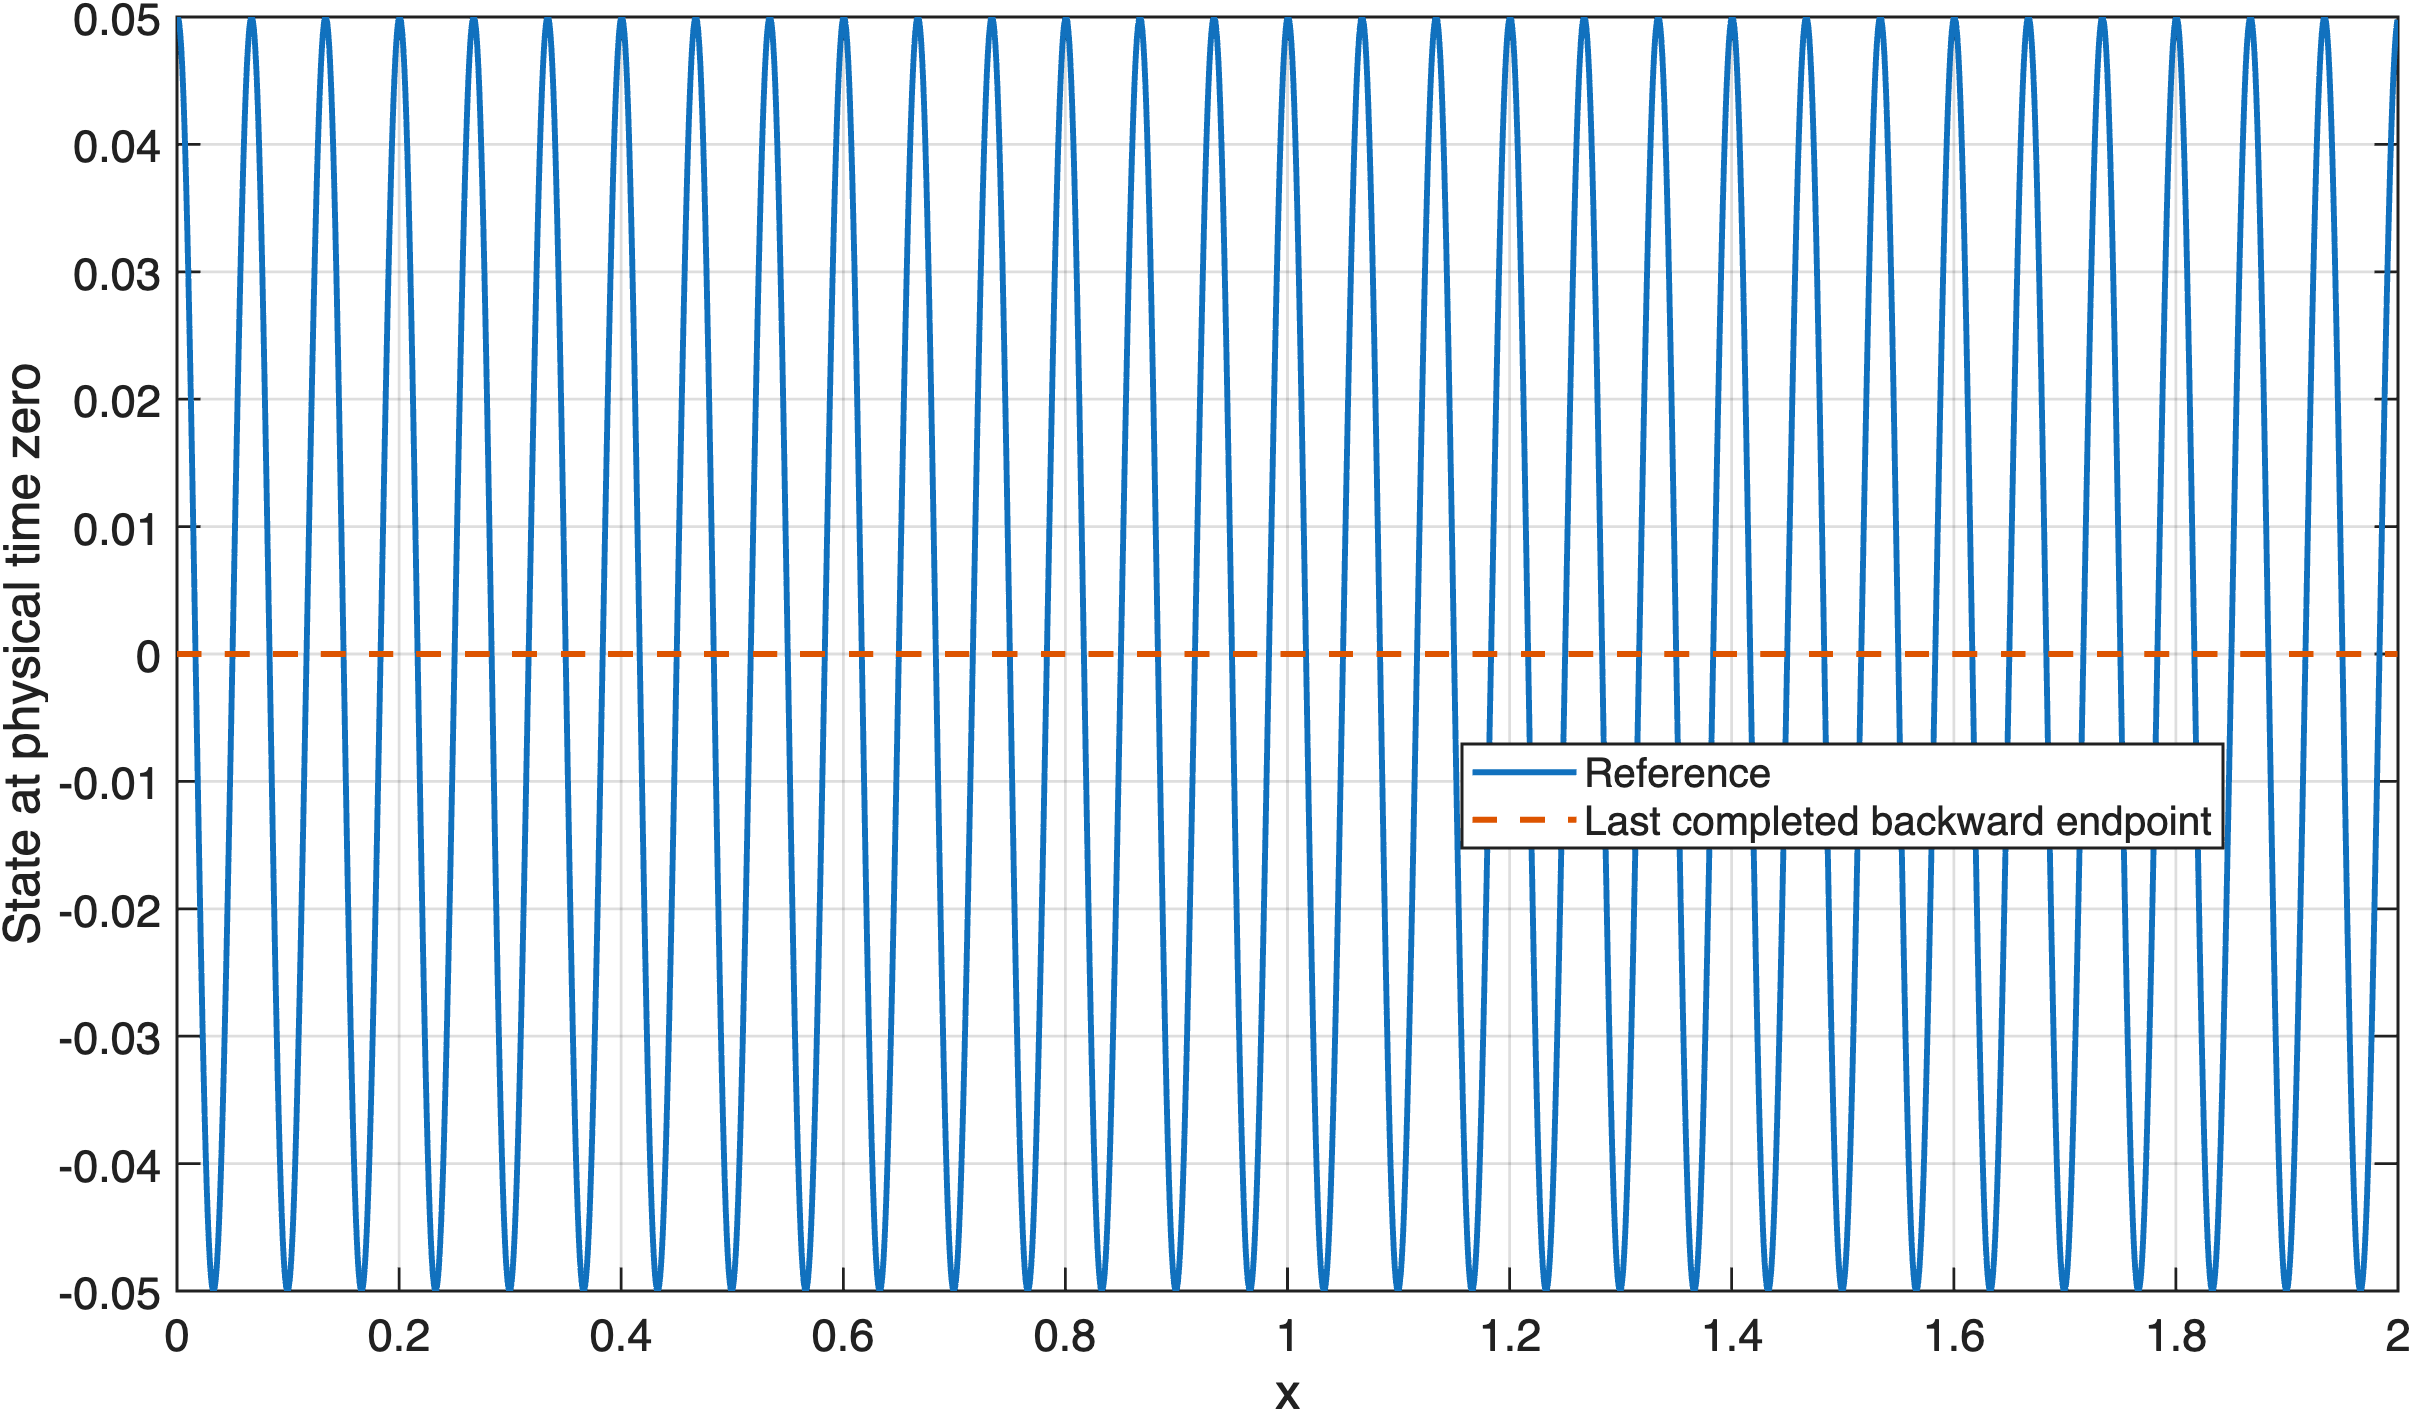 0.05
0.04
0.03
0.02
0.01
0
-0.01
-0.02
-0.03
-0.04
-0.05
State at physical time zero
Reference
Last completed backward endpoint
0 0.2 0.4 0.6 0.8 1 1.2 1.4 1.6 1.8 2
x